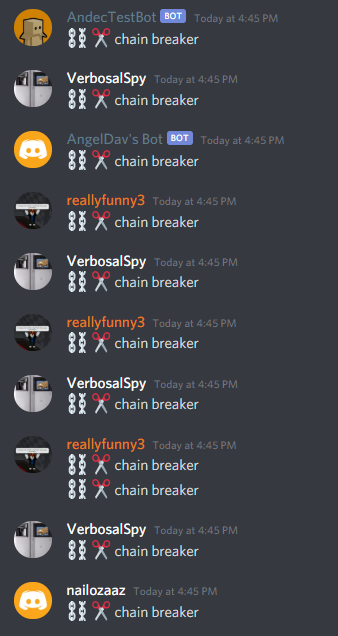 AndecTestBot BOT Today at 4:45 PM
⛓⛓✂ chain breaker
VerbosalSpy Today at 4:45 PM
⛓⛓✂ chain breaker
AngelDav's Bot BOT Today at 4:45 PM
⛓⛓✂ chain breaker
reallyfunny3 Today at 4:45 PM
⛓⛓✂ chain breaker
VerbosalSpy Today at 4:45 PM
⛓⛓✂ chain breaker
reallyfunny3 Today at 4:45 PM
⛓⛓✂ chain breaker
VerbosalSpy Today at 4:45 PM
⛓⛓✂ chain breaker
reallyfunny3 Today at 4:45 PM
⛓⛓✂ chain breaker
⛓⛓✂ chain breaker
VerbosalSpy Today at 4:45 PM
⛓⛓✂ chain breaker
nailozaaz Today at 4:45 PM
⛓⛓✂ chain breaker